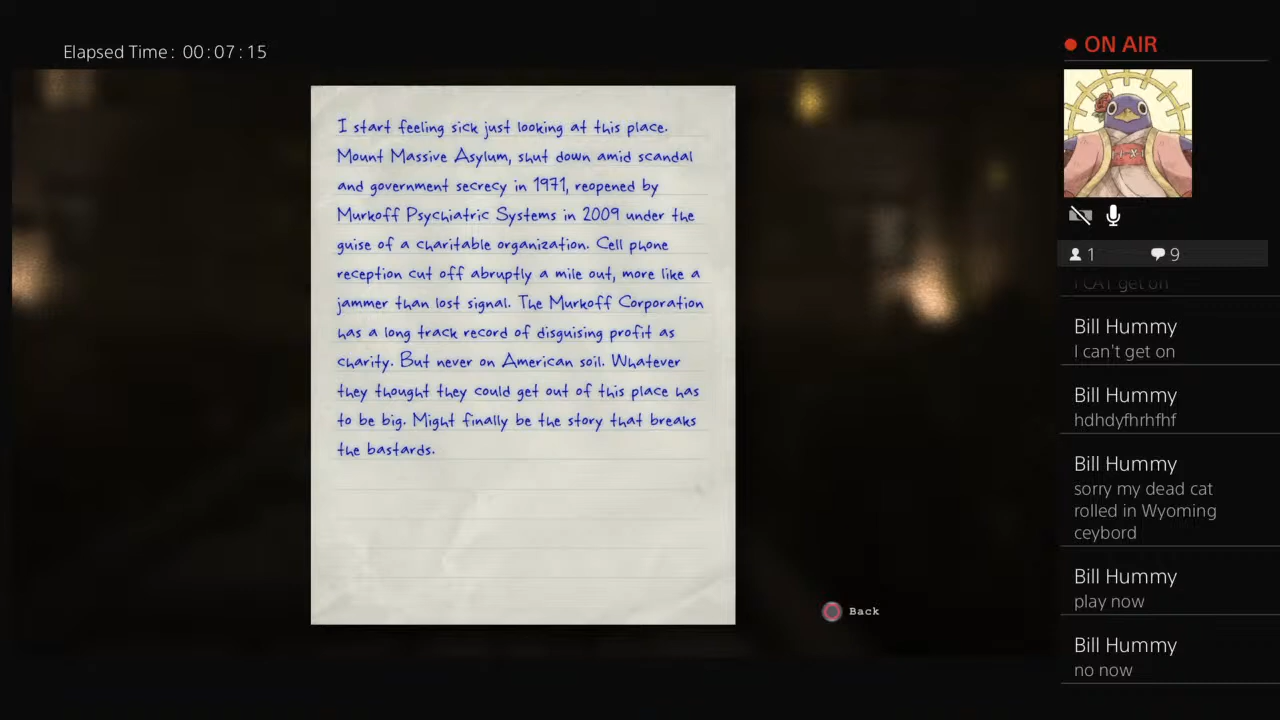 Elapsed Time: 00:07:15
I start feeling sick just looking at this place.
Mount Massive Asylum, shut down amid scandal
and government secrecy in 1971, reopened by
Murkoff Psychiatric Systems in 2009 under the
guise of a charitable organization. Cell phone
reception cut off abruptly a mile out, more like a
jammer than lost signal. The Murkoff Corporation
has a long track record of disguising profit as
charity. But never on American soil. Whatever
they thought they could get out of this place has
to be big. Might finally be the story that breaks
the bastards.
Back
ON AIR
1 9
I CAT get on
Bill Hummy
I can't get on
Bill Hummy
hdhdyfhrhfhf
Bill Hummy
sorry my dead cat
rolled in Wyoming
ceybord
Bill Hummy
play now
Bill Hummy
no now